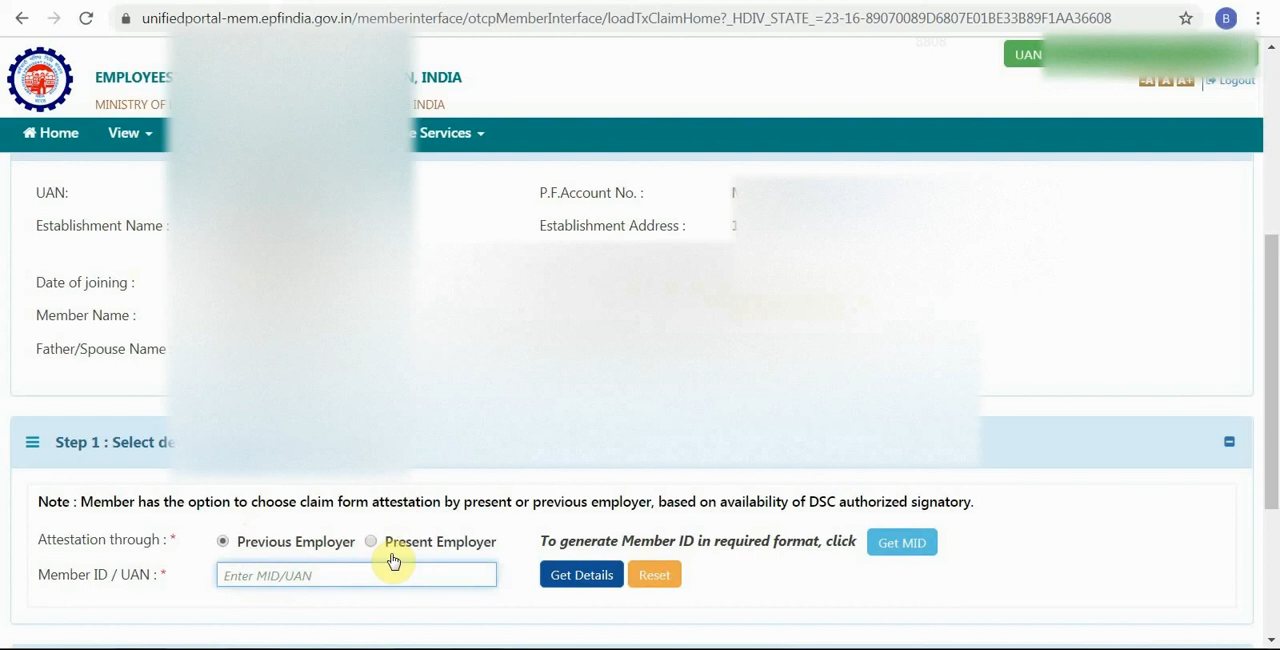 unifiedportal-mem.epfindia.gov.in/memberinterface/otcpMemberInterface/loadTxClaimHome?_HDIV_STATE_=23-16-89070089D6807E01BE33B89F1AA36608
B
UAN
EMPLOYEES N, INDIA
MINISTRY OF INDIA
-A A A+ Logout
Home View Services
UAN: P.F.Account No. :
Establishment Name : Establishment Address : 1
Date of joining :
Member Name :
Father/Spouse Name
Step 1 : Select de
Note : Member has the option to choose claim form attestation by present or previous employer, based on availability of DSC authorized signatory.
Attestation through : * Previous Employer Present Employer To generate Member ID in required format, click Get MID
Member ID / UAN : * Enter MID/UAN Get Details Reset